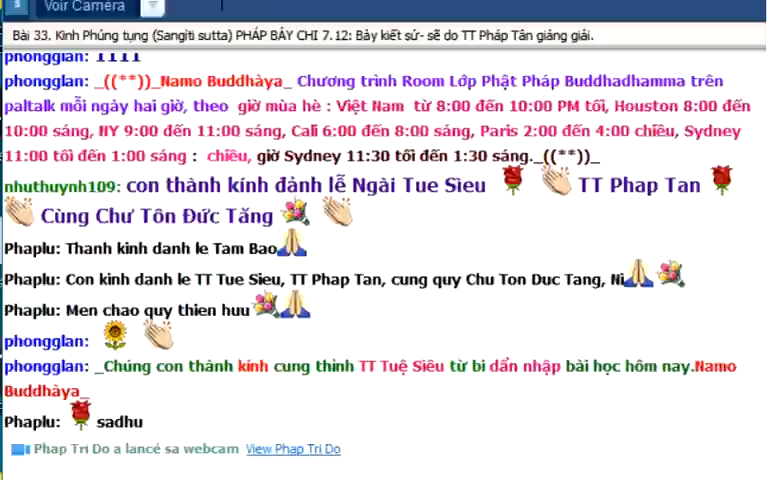 Voir Caméra
Bài 33. Kinh Phúng tụng (Sangìti sutta) PHÁP BẢY CHI 7.12: Bảy kiết sử- sẽ do TT Pháp Tân giảng giải.
phongglan: 1111
phongglan: _((**))_Namo Buddhàya_ Chương trình Room Lớp Phật Pháp Buddhadhamma trên
paltalk mỗi ngày hai giờ, theo : giờ mùa hè : Việt Nam từ 8:00 đến 10:00 PM tối, Houston 8:00 đến
10:00 sáng, NY 9:00 đến 11:00 sáng, Cali 6:00 đến 8:00 sáng, Paris 2:00 đến 4:00 chiều, Sydney
11:00 tối đến 1:00 sáng : chiều, giờ Sydney 11:30 tối đến 1:30 sáng._((**))_
nhuthuynh109: con thành kính đảnh lễ Ngài Tue Sieu TT Phap Tan
Cùng Chư Tôn Đức Tăng
Phaplu: Thanh kinh danh le Tam Bao
Phaplu: Con kinh danh le TT Tue Sieu, TT Phap Tan, cung quy Chu Ton Duc Tang, Ni
Phaplu: Men chao quy thien huu
phongglan:
phongglan: _Chúng con thành kính cung thỉnh TT Tuệ Siêu từ bi dẩn nhập bài học hôm nay.Namo
Buddhàya_
Phaplu: sadhu
Phap Tri Do a lancé sa webcam View Phap Tri Do